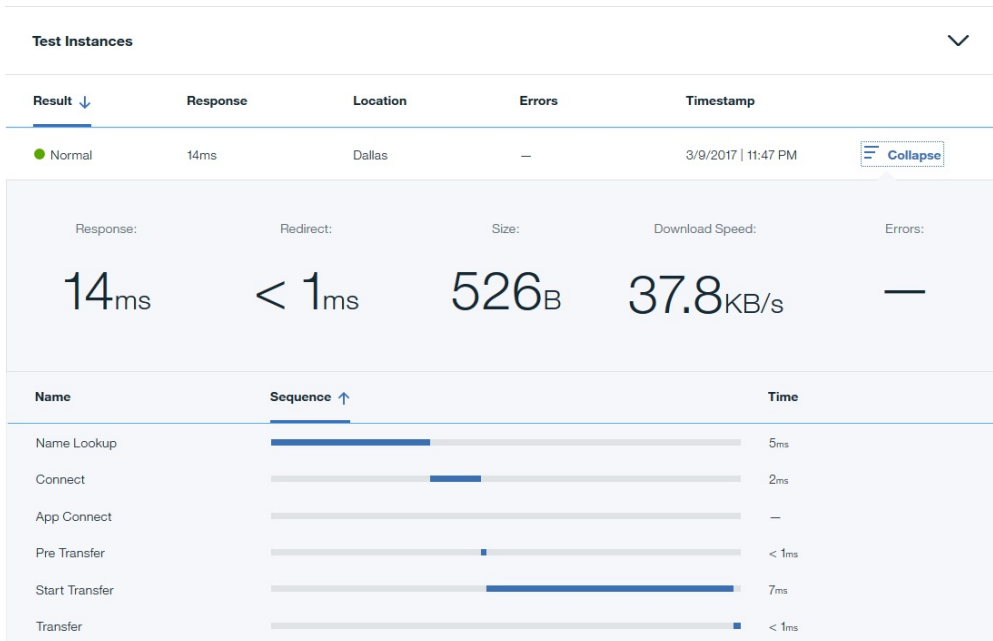 Test Instances
Result ↓ Response Location Errors Timestamp
Normal 14ms Dallas — 3/9/2017 | 11:47 PM Collapse
Response: Redirect: Size: Download Speed: Errors:
14ms < 1ms 526B 37.8KB/s —
Name Sequence ↑ Time
Name Lookup 5ms
Connect 2ms
App Connect —
Pre Transfer < 1ms
Start Transfer 7ms
Transfer < 1ms